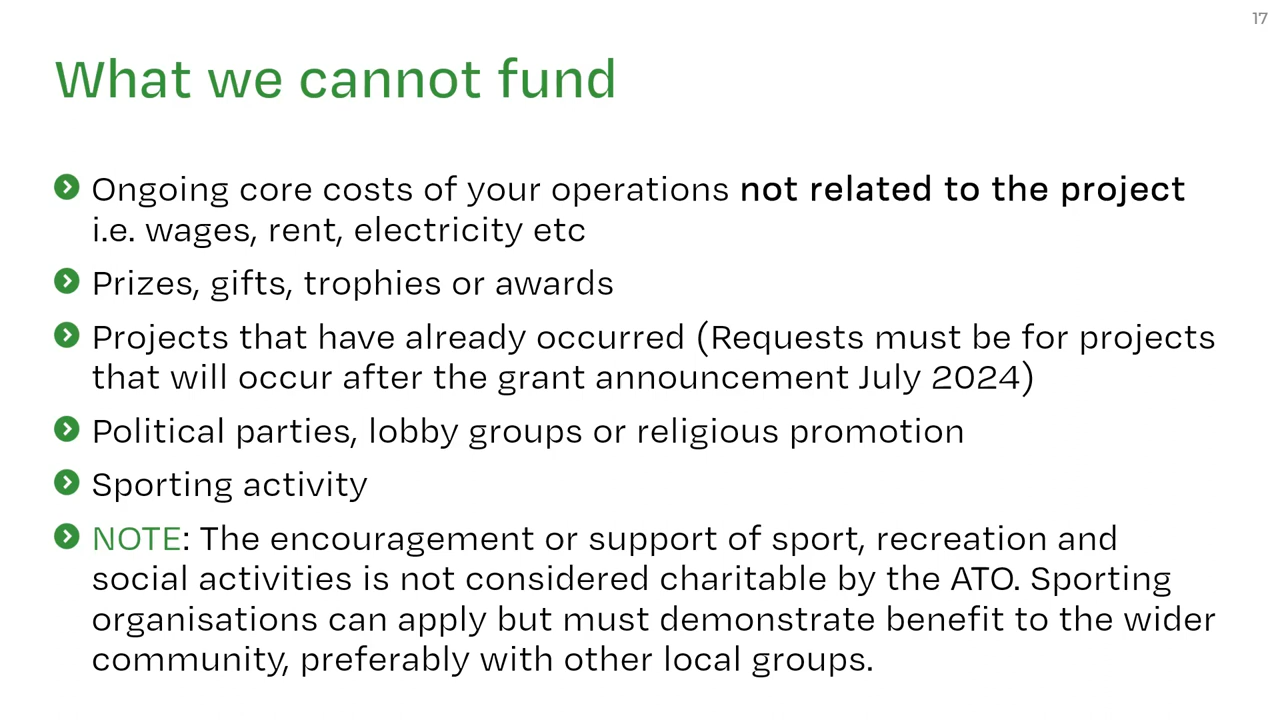 17
What we cannot fund
Ongoing core costs of your operations not related to the project
i.e. wages, rent, electricity etc
Prizes, gifts, trophies or awards
Projects that have already occurred (Requests must be for projects
that will occur after the grant announcement July 2024)
Political parties, lobby groups or religious promotion
Sporting activity
NOTE: The encouragement or support of sport, recreation and
social activities is not considered charitable by the ATO. Sporting
organisations can apply but must demonstrate benefit to the wider
community, preferably with other local groups.